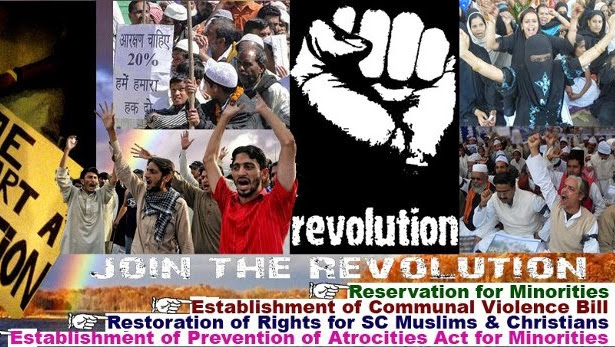 आरक्षण चाहिए
20%
हमें हमारा
हक दो
revolution
JOIN THE REVOLUTION
Reservation for Minorities
Establishment of Communal Violence Bill
Restoration of Rights for SC Muslims & Christians
Establishment of Prevention of Atrocities Act for Minorities